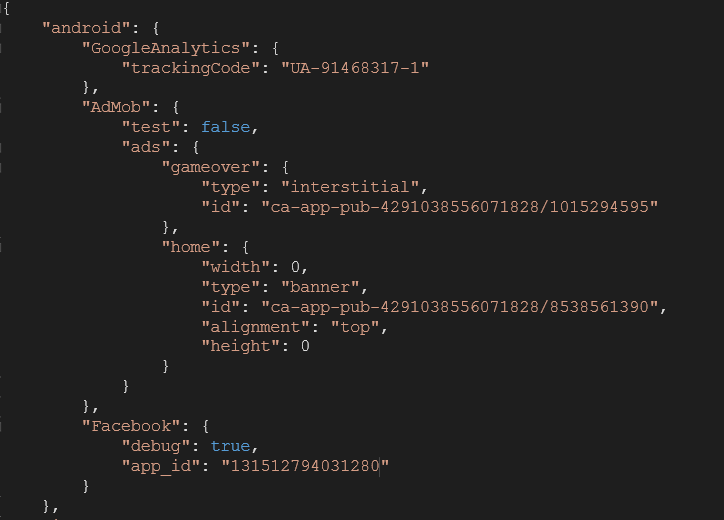 {
    "android": {
        "GoogleAnalytics": {
            "trackingCode": "UA-91468317-1"
        },
        "AdMob": {
            "test": false,
            "ads": {
                "gameover": {
                    "type": "interstitial",
                    "id": "ca-app-pub-4291038556071828/1015294595"
                },
                "home": {
                    "width": 0,
                    "type": "banner",
                    "id": "ca-app-pub-4291038556071828/8538561390",
                    "alignment": "top",
                    "height": 0
                }
            }
        },
        "Facebook": {
            "debug": true,
            "app_id": "131512794031280"
        }
    },